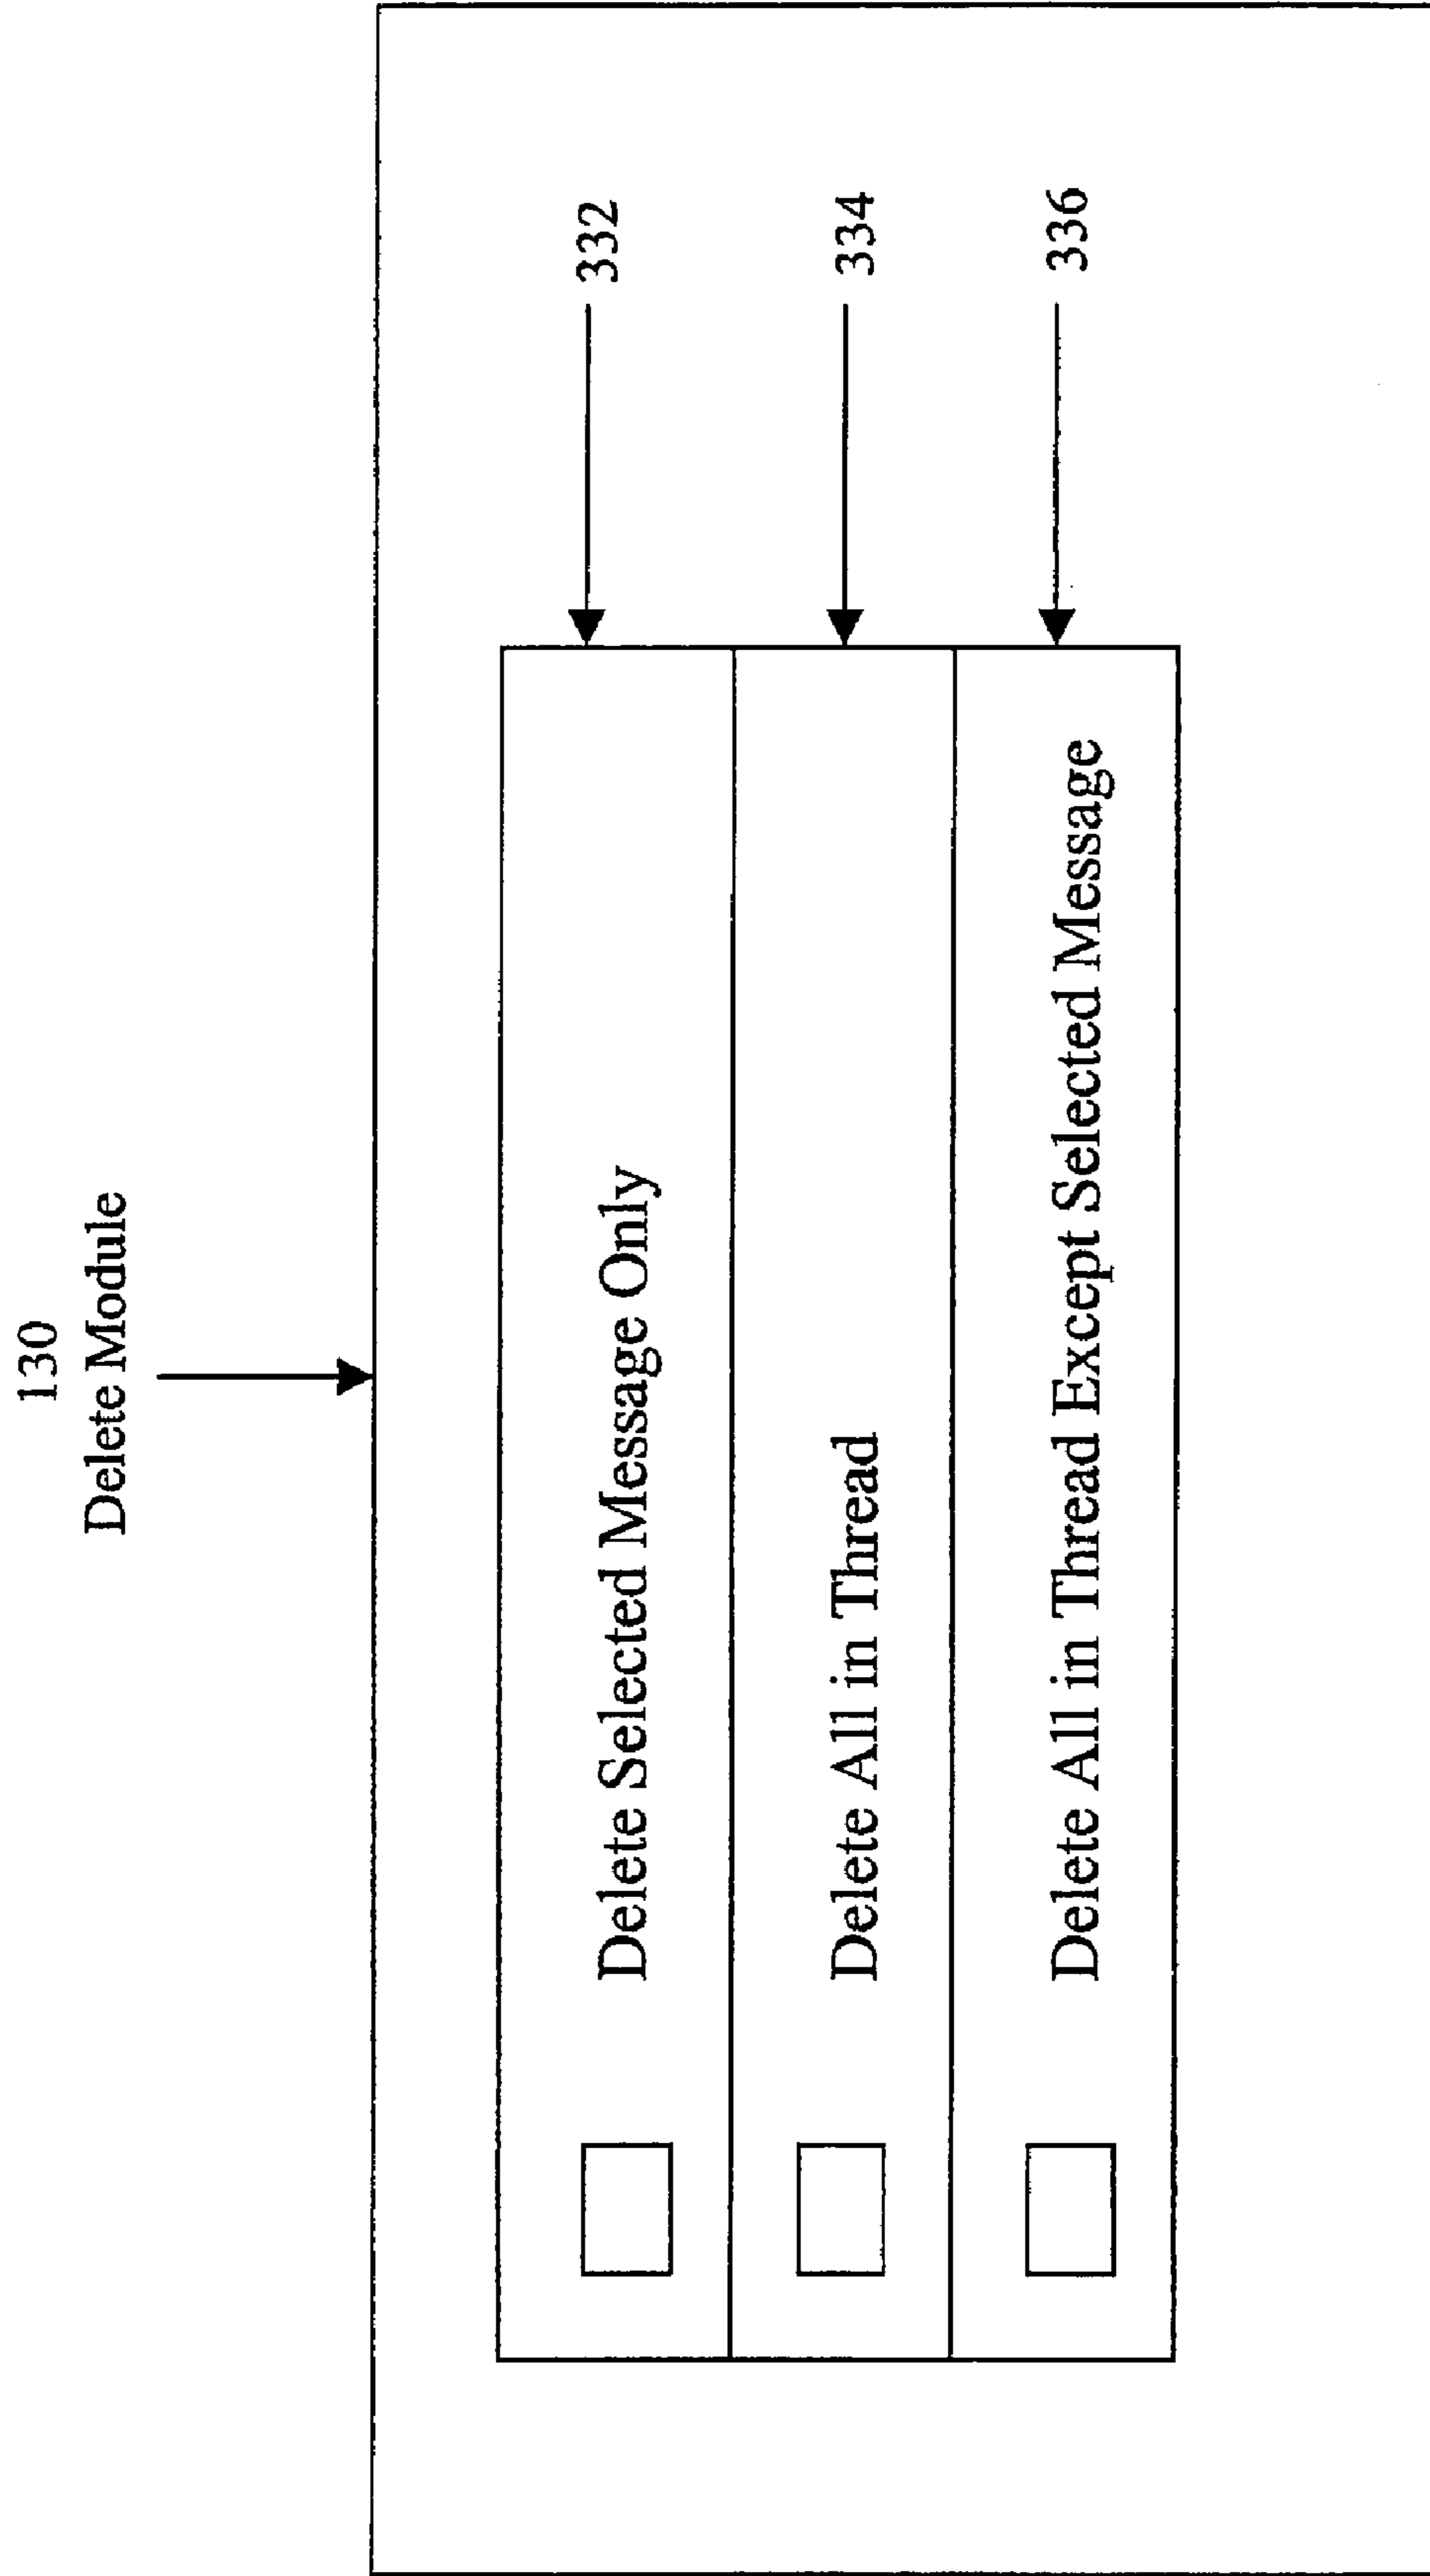 130
Delete Module
Delete Selected Message Only
332
Delete All in Thread
334
Delete All in Thread Except Selected Message
336